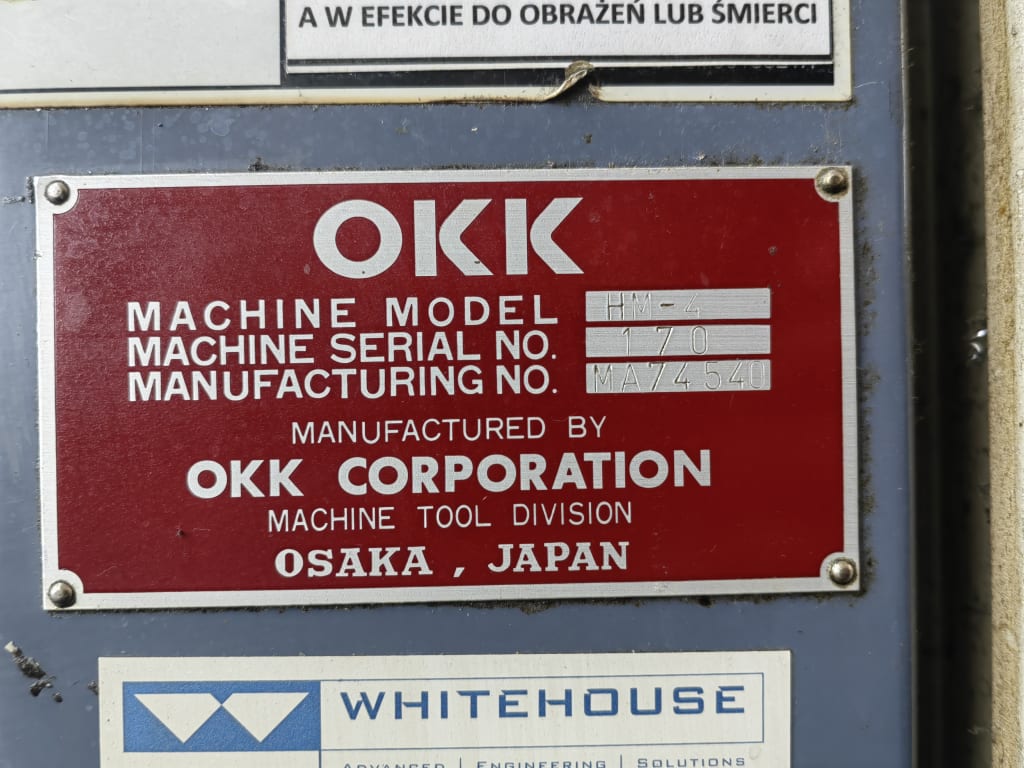 A W EFEKCIE DO OBRAŻEŃ LUB ŚMIERCI
OKK
MACHINE MODEL HM-4
MACHINE SERIAL NO. 170
MANUFACTURING NO. MA74540
MANUFACTURED BY
OKK CORPORATION
MACHINE TOOL DIVISION
OSAKA, JAPAN
WHITEHOUSE
ADVANCED | ENGINEERING | SOLUTIONS